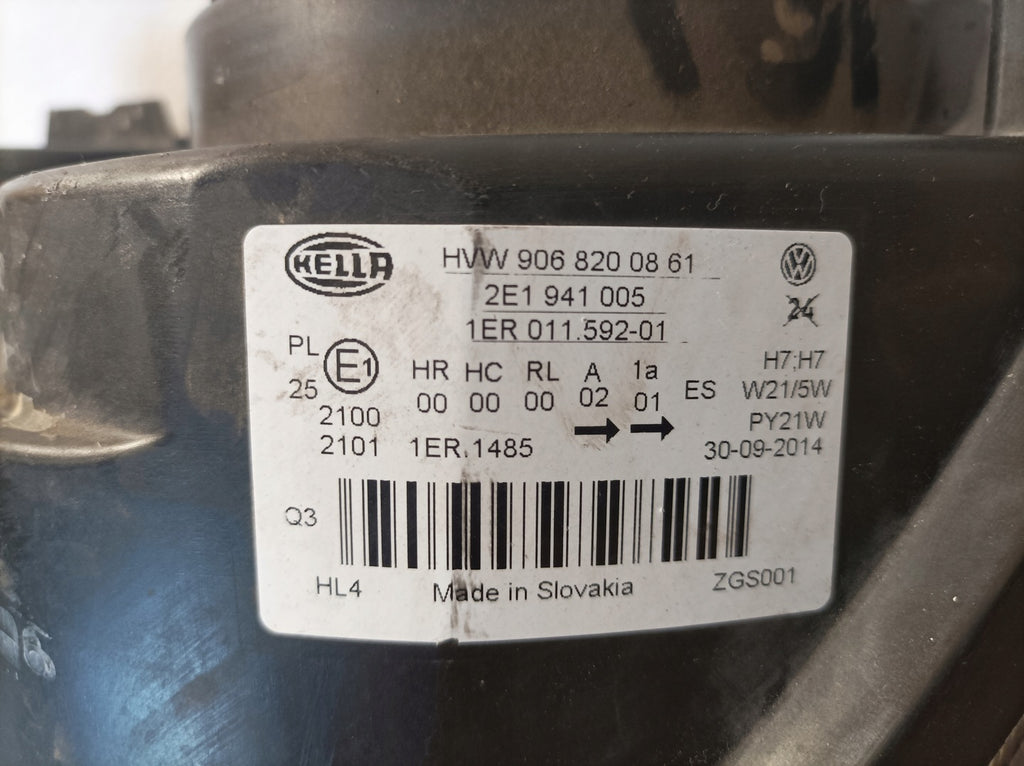 HELLA
HVW 906 820 08 61
2E1 941 005
1ER 011.592-01
24
PL E1 HR HC RL A 1a ES H7;H7
25 00 00 00 02 01 W21/5W
2100 PY21W
2101 1ER.1485 30-09-2014
Q3
HL4 Made in Slovakia ZGS001